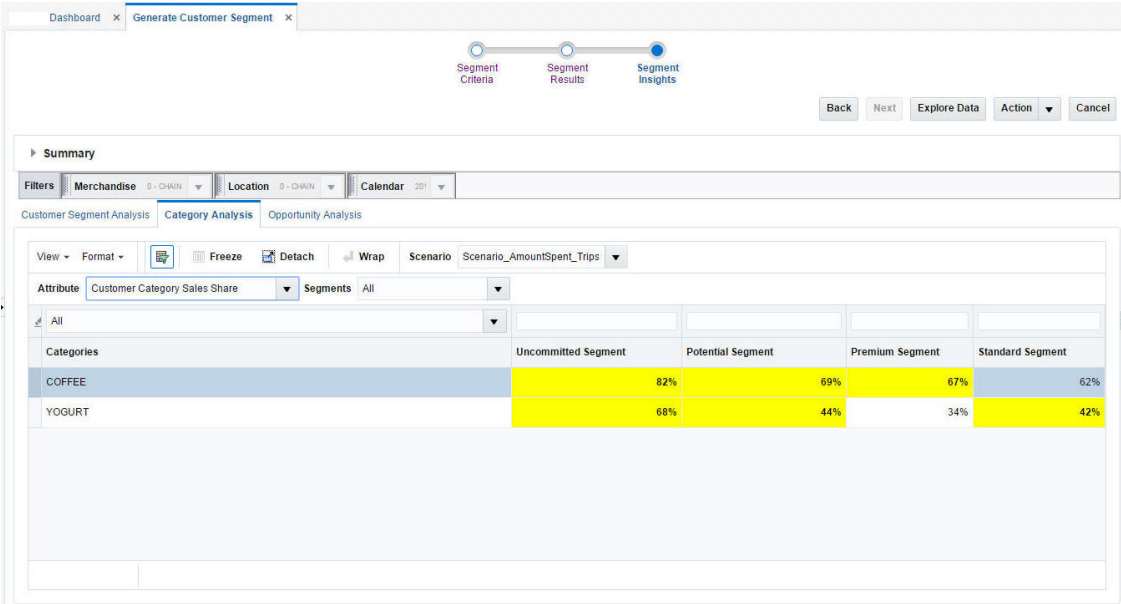 Dashboard × Generate Customer Segment ×
Segment Criteria
Segment Results
Segment Insights
Back Next Explore Data Action Cancel
Summary
Filters Merchandise 0 - CHAIN Location 0 - CHAIN Calendar 201
Customer Segment Analysis Category Analysis Opportunity Analysis
View Format Freeze Detach Wrap Scenario Scenario_AmountSpent_Trips
Attribute Customer Category Sales Share Segments All
All
Categories Uncommitted Segment Potential Segment Premium Segment Standard Segment
COFFEE 82% 69% 67% 62%
YOGURT 68% 44% 34% 42%